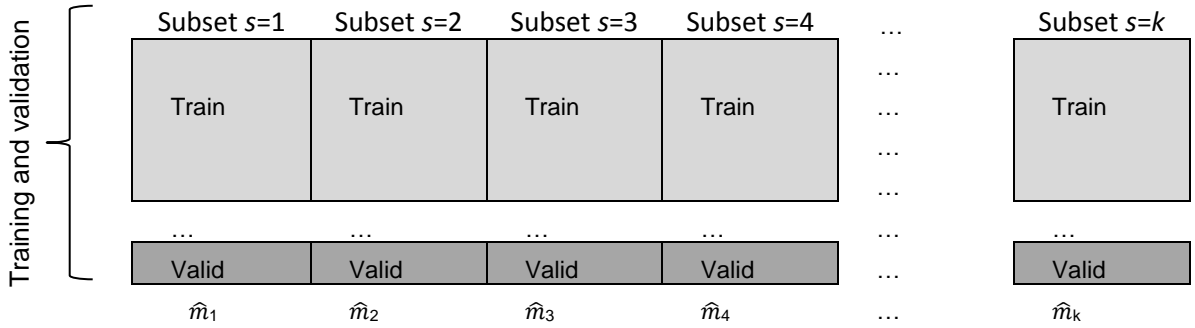 Training and validation
Subset s=1 Subset s=2 Subset s=3 Subset s=4 … Subset s=k
…
Train Train Train Train … Train
…
…
… … … … … …
Valid Valid Valid Valid … Valid
m̂1 m̂2 m̂3 m̂4 … m̂k